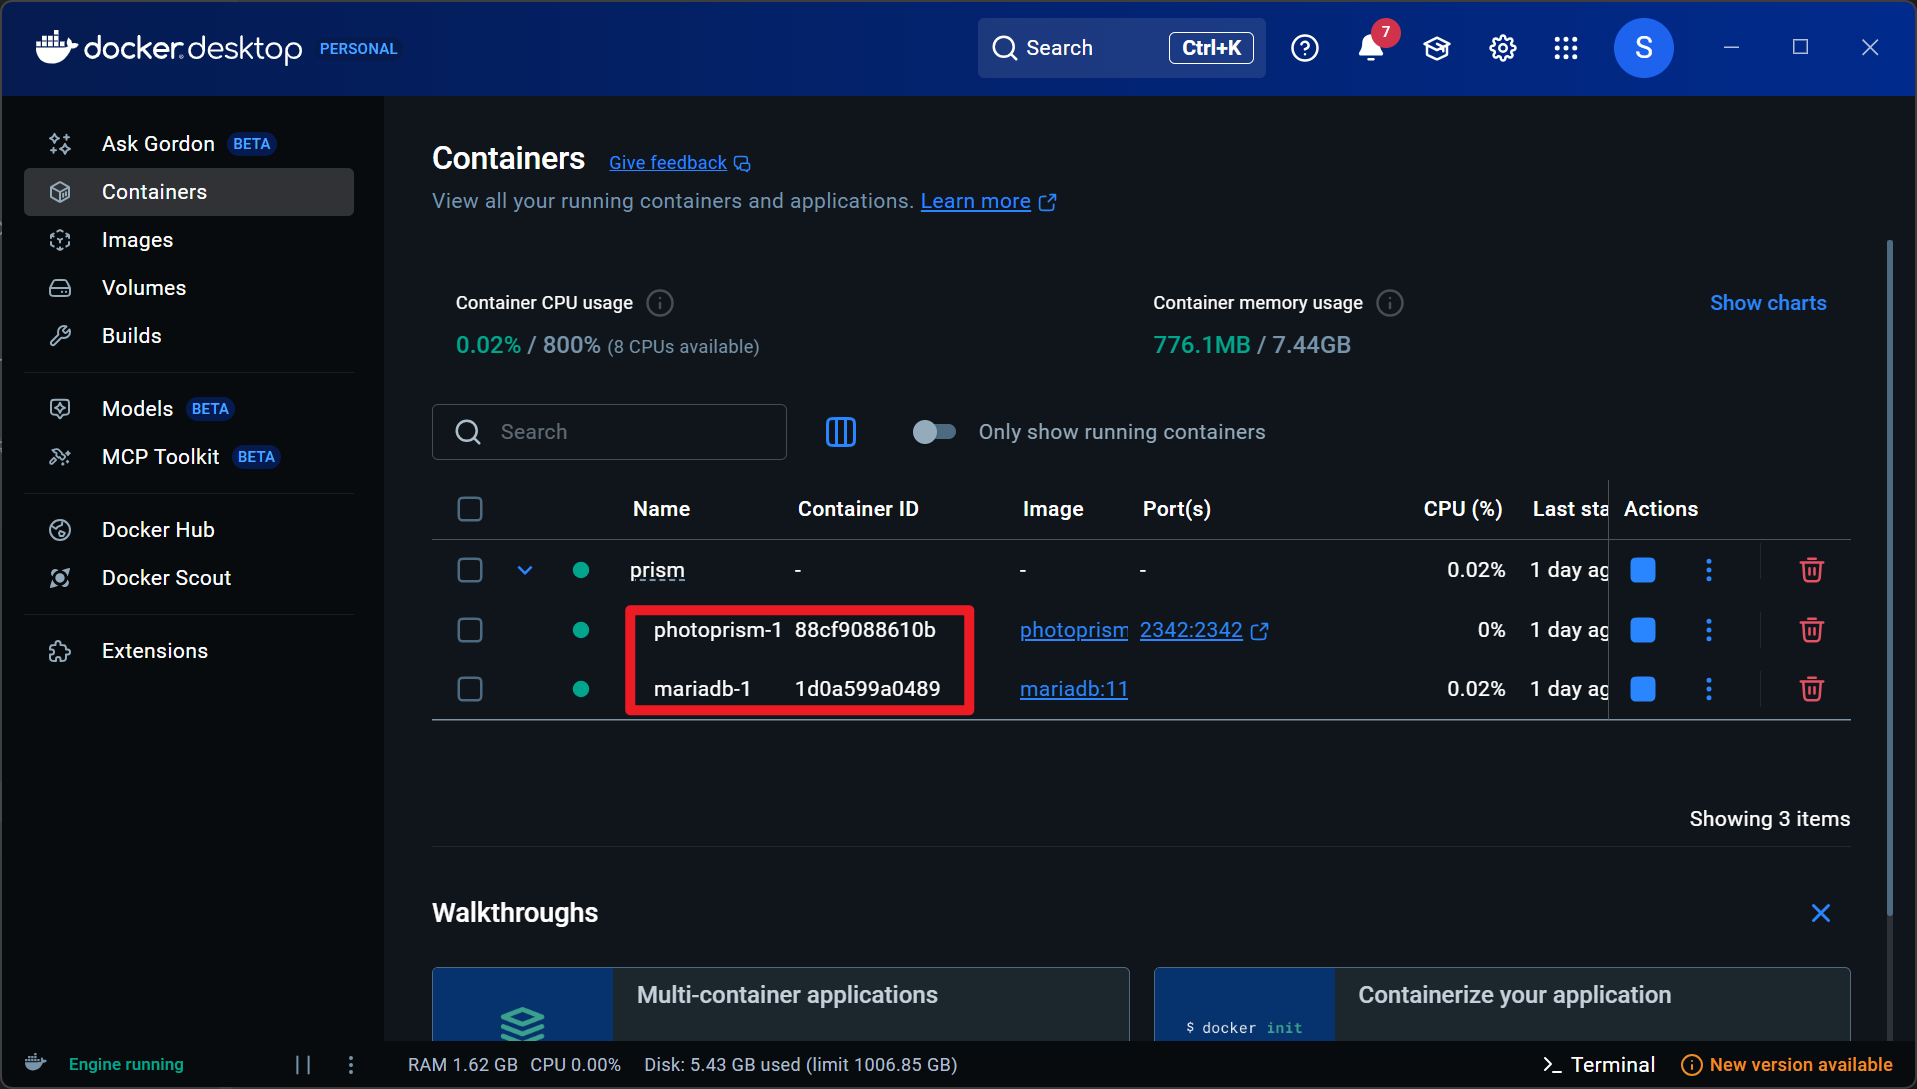 docker.desktop PERSONAL
Search Ctrl+K
7
S
Ask Gordon BETA
Containers
Images
Volumes
Builds
Models BETA
MCP Toolkit BETA
Docker Hub
Docker Scout
Extensions
Containers Give feedback
View all your running containers and applications. Learn more
Container CPU usage
0.02% / 800% (8 CPUs available)
Container memory usage
776.1MB / 7.44GB
Show charts
Search
Only show running containers
Name Container ID Image Port(s) CPU (%) Last sta Actions
prism - - - 0.02% 1 day ag
photoprism-1 88cf9088610b photoprism 2342:2342 0% 1 day ag
mariadb-1 1d0a599a0489 mariadb:11 0.02% 1 day ag
Showing 3 items
Walkthroughs
Multi-container applications
Containerize your application
$ docker init
Engine running
RAM 1.62 GB CPU 0.00% Disk: 5.43 GB used (limit 1006.85 GB)
Terminal
New version available